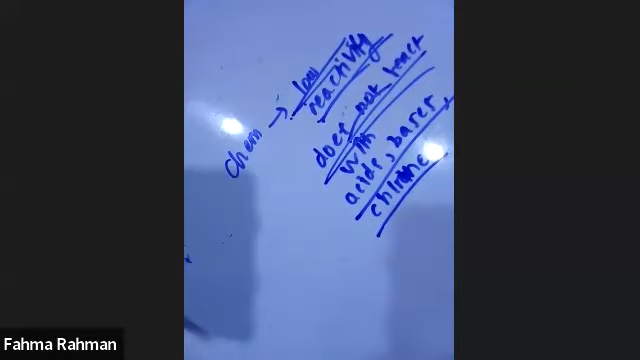 Chem → low
reactivity
does not react
with
acids, bases,
chlorine
Fahma Rahman